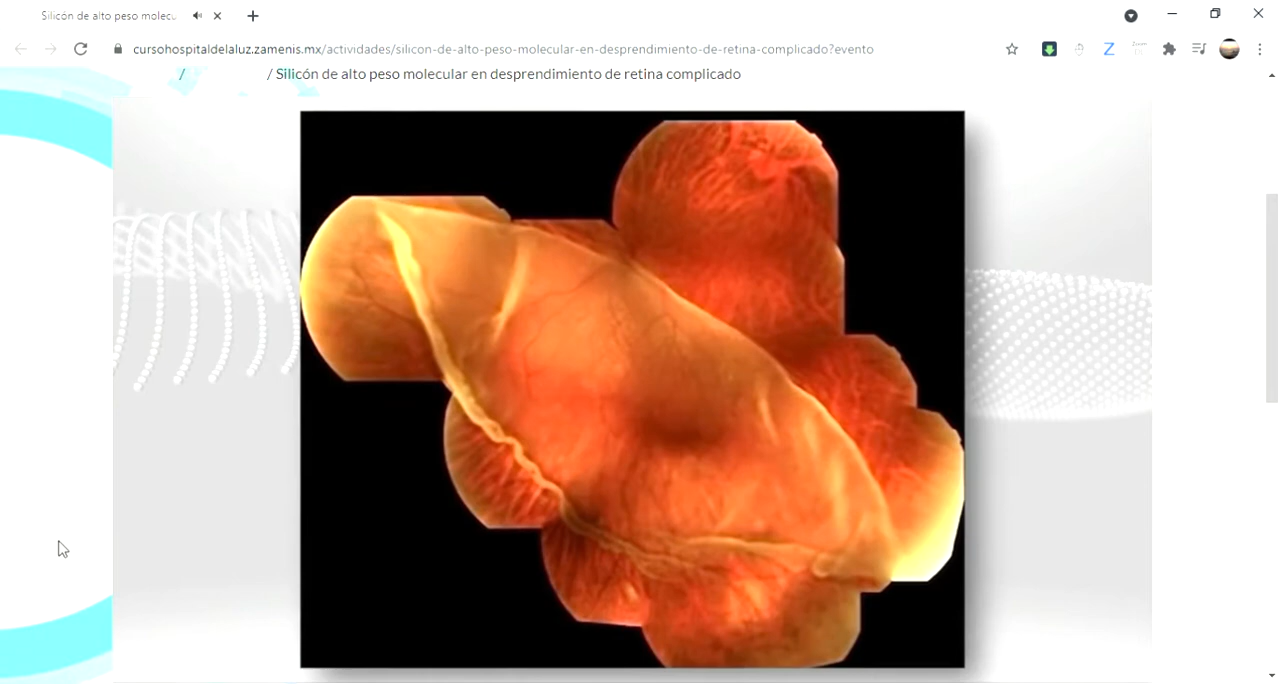 Silicón de alto peso molecu
cursohospitaldelaluz.zamenis.mx/actividades/silicon-de-alto-peso-molecular-en-desprendimiento-de-retina-complicado?evento
/ / Silicón de alto peso molecular en desprendimiento de retina complicado